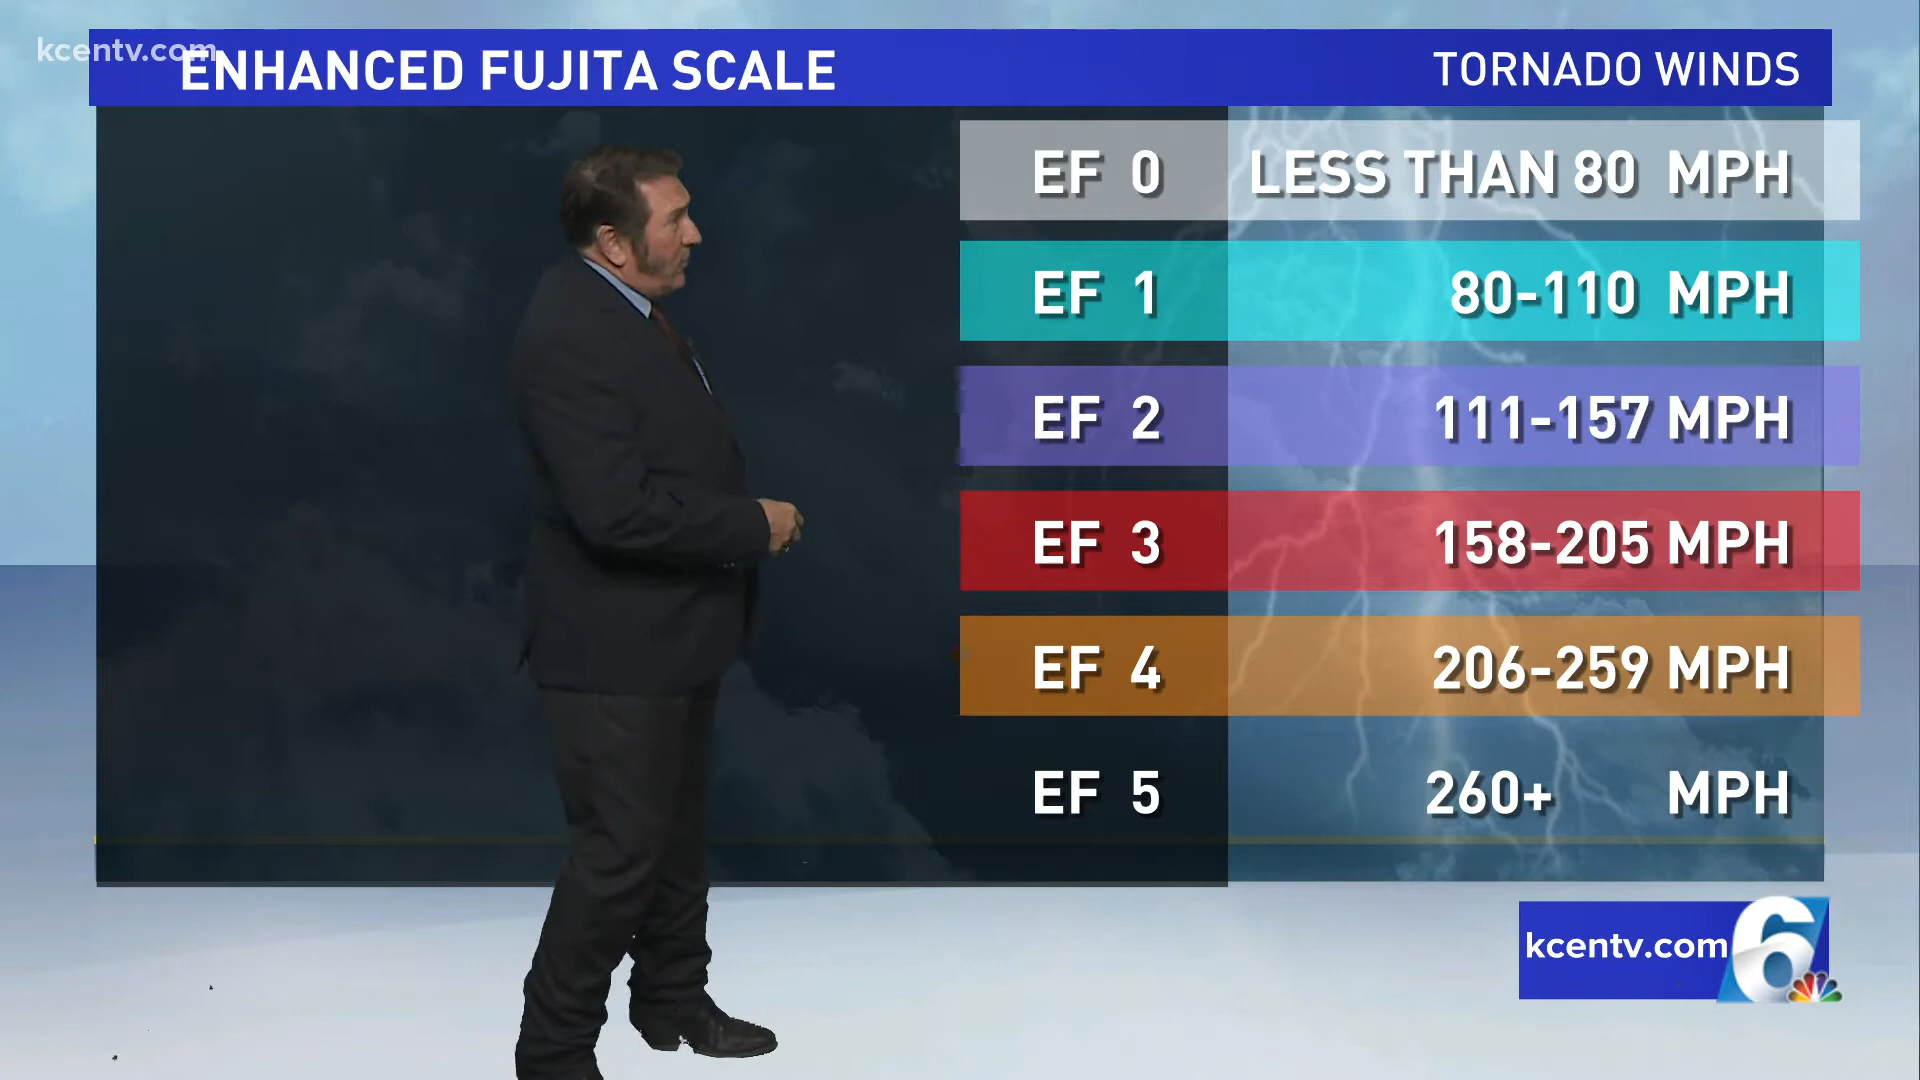 kcentv.com
ENHANCED FUJITA SCALE TORNADO WINDS
EF 0 LESS THAN 80 MPH
EF 1 80-110 MPH
EF 2 111-157 MPH
EF 3 158-205 MPH
EF 4 206-259 MPH
EF 5 260+ MPH
kcentv.com 6